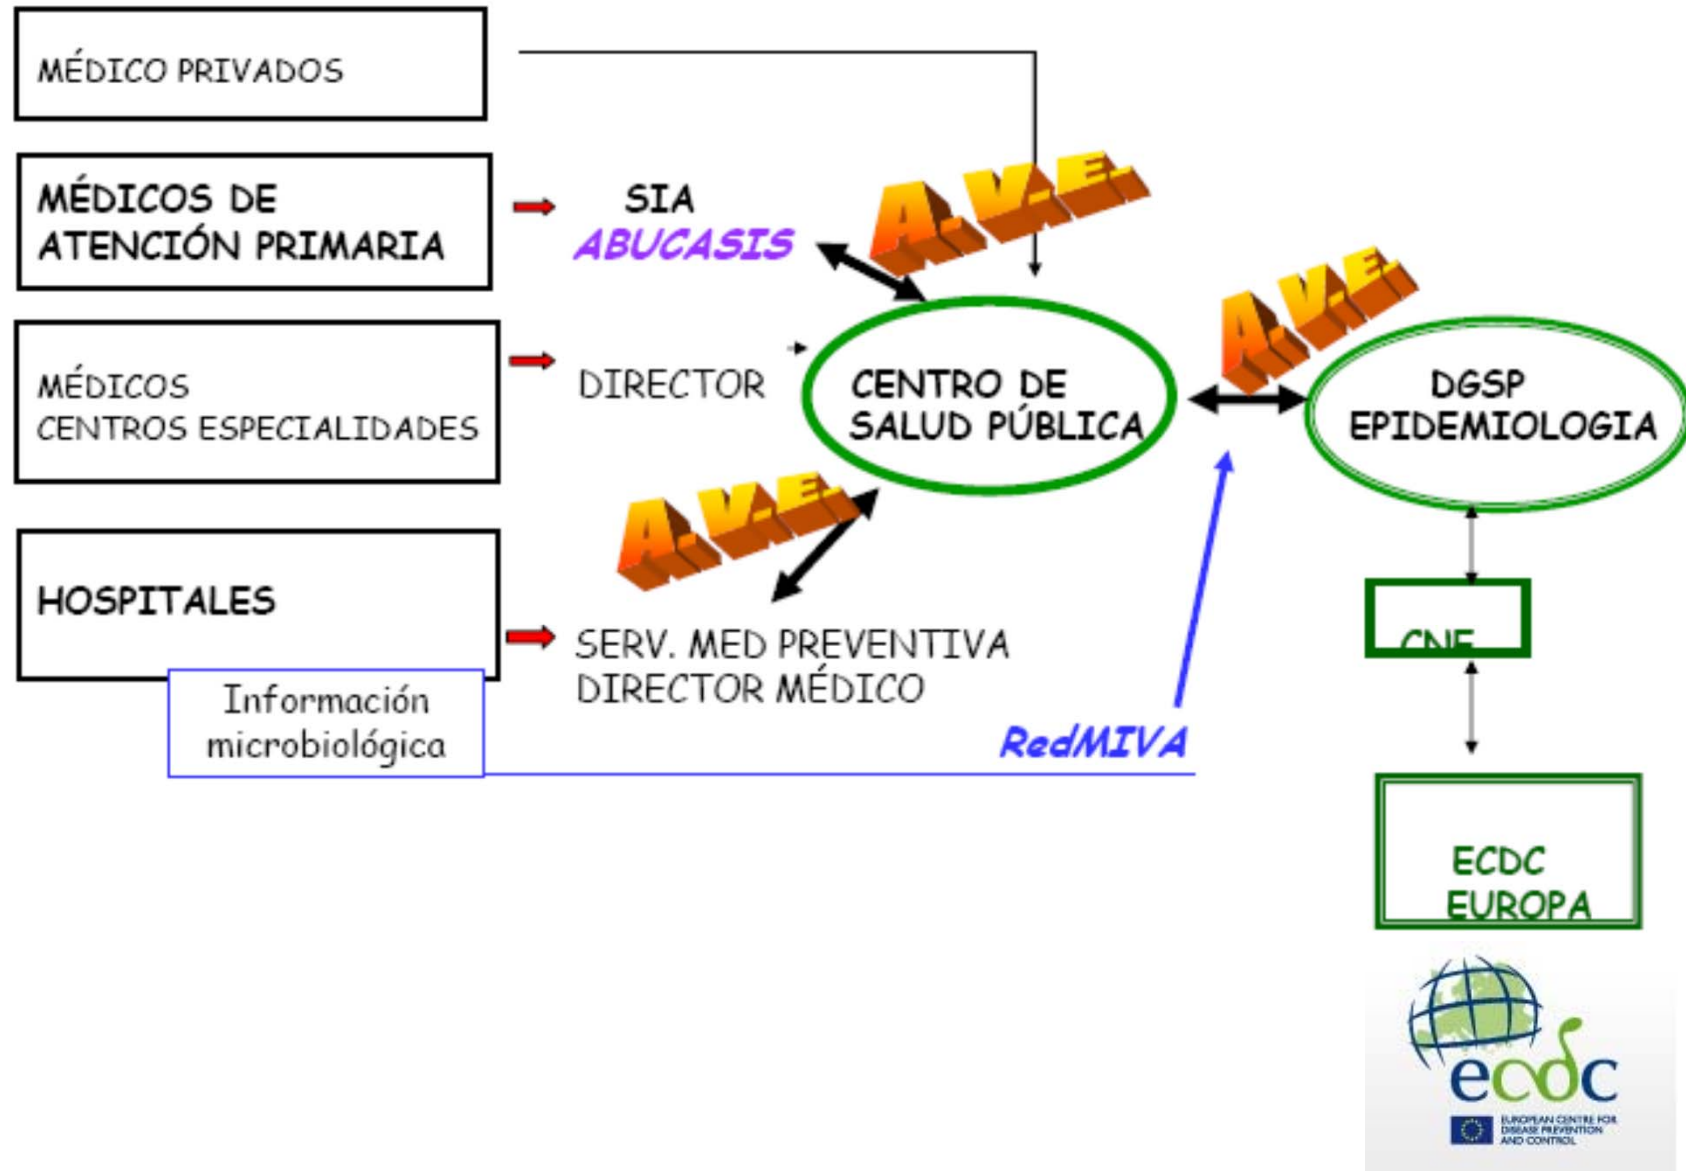 MÉDICO PRIVADOS
MÉDICOS DE
ATENCIÓN PRIMARIA
SIA
ABUCASIS
A.V.E.
A.V.E.
MÉDICOS
CENTROS ESPECIALIDADES
DIRECTOR
CENTRO DE
SALUD PÚBLICA
DGSP
EPIDEMIOLOGIA
A.V.E.
HOSPITALES
SERV. MED PREVENTIVA
DIRECTOR MÉDICO
Información
microbiológica
RedMIVA
CNE
ECDC
EUROPA
ecdc
EUROPEAN CENTRE FOR
DISEASE PREVENTION
AND CONTROL